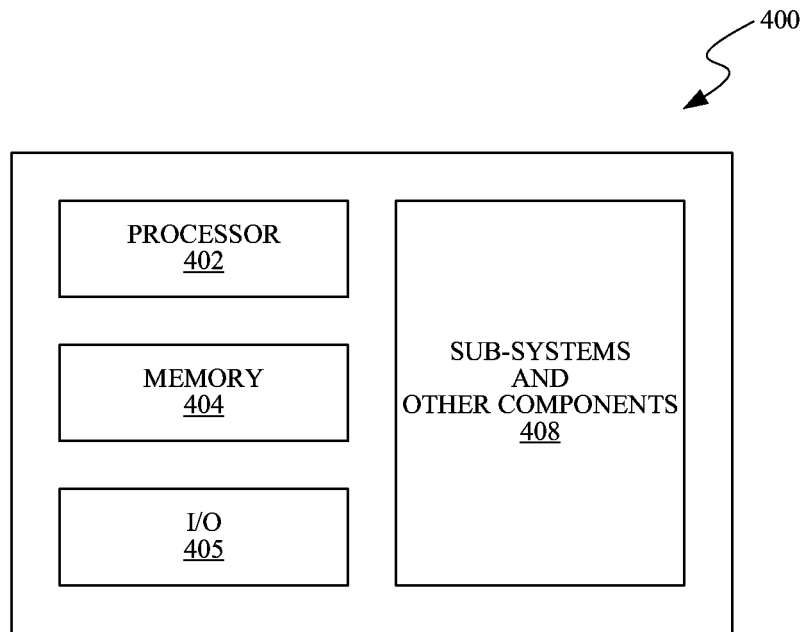 400
PROCESSOR
402
MEMORY
404
I/O
405
SUB-SYSTEMS
AND
OTHER COMPONENTS
408